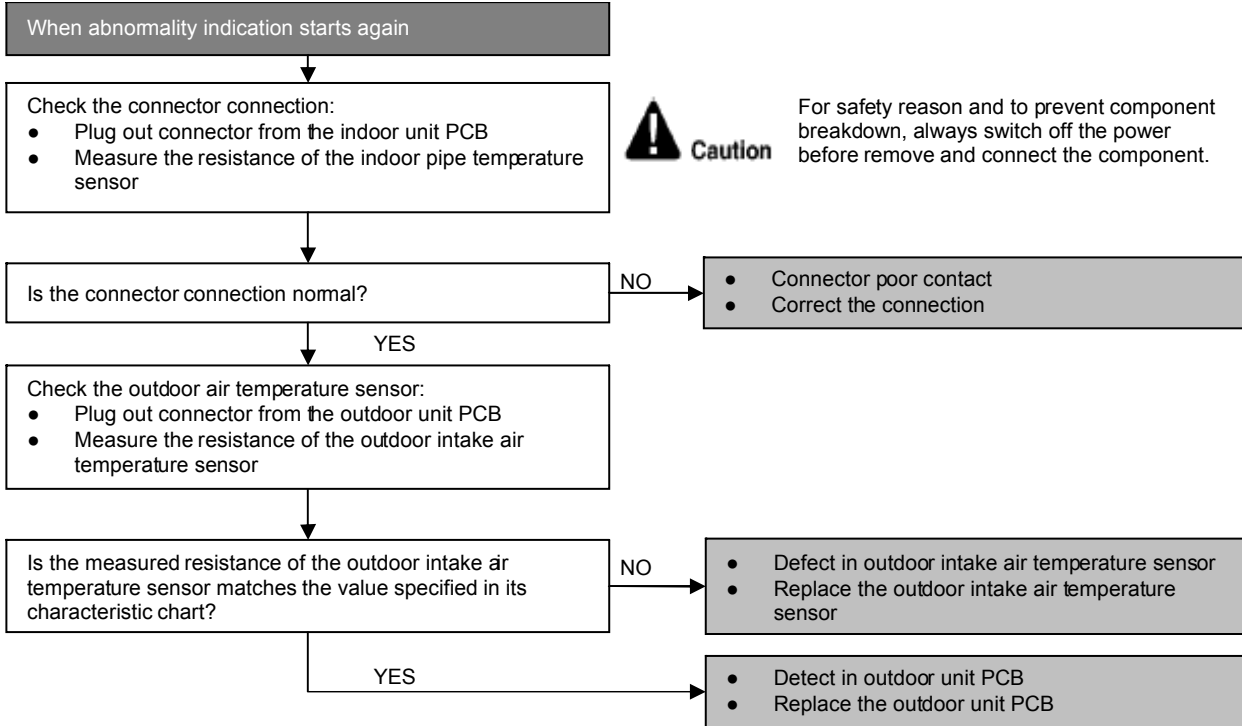 When abnormality indication starts again
Check the connector connection:
● Plug out connector from the indoor unit PCB
● Measure the resistance of the indoor pipe temperature
sensor
Caution
For safety reason and to prevent component
breakdown, always switch off the power
before remove and connect the component.
Is the connector connection normal?
NO
● Connector poor contact
● Correct the connection
YES
Check the outdoor air temperature sensor:
● Plug out connector from the outdoor unit PCB
● Measure the resistance of the outdoor intake air
temperature sensor
Is the measured resistance of the outdoor intake air
temperature sensor matches the value specified in its
characteristic chart?
NO
● Defect in outdoor intake air temperature sensor
● Replace the outdoor intake air temperature
sensor
YES
● Detect in outdoor unit PCB
● Replace the outdoor unit PCB